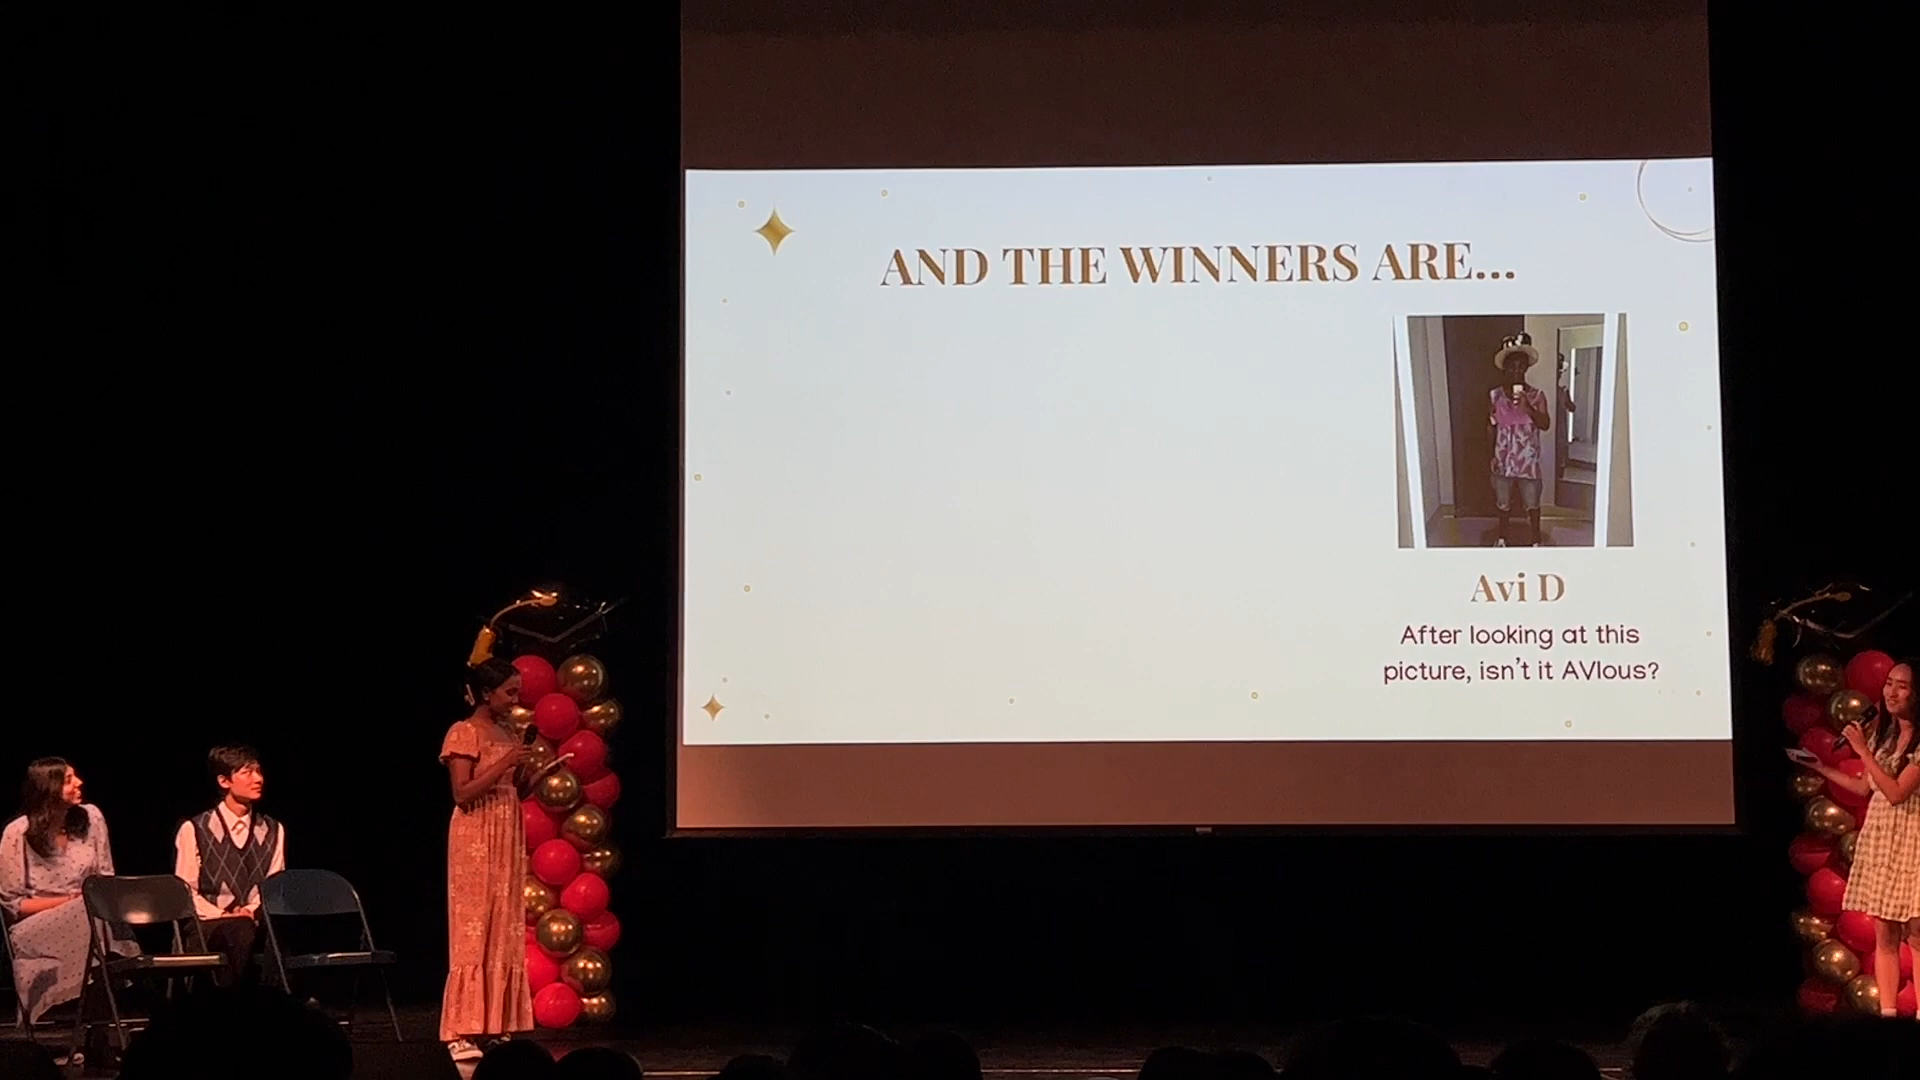 AND THE WINNERS ARE...
Avi D
After looking at this
picture, isn't it AVIous?